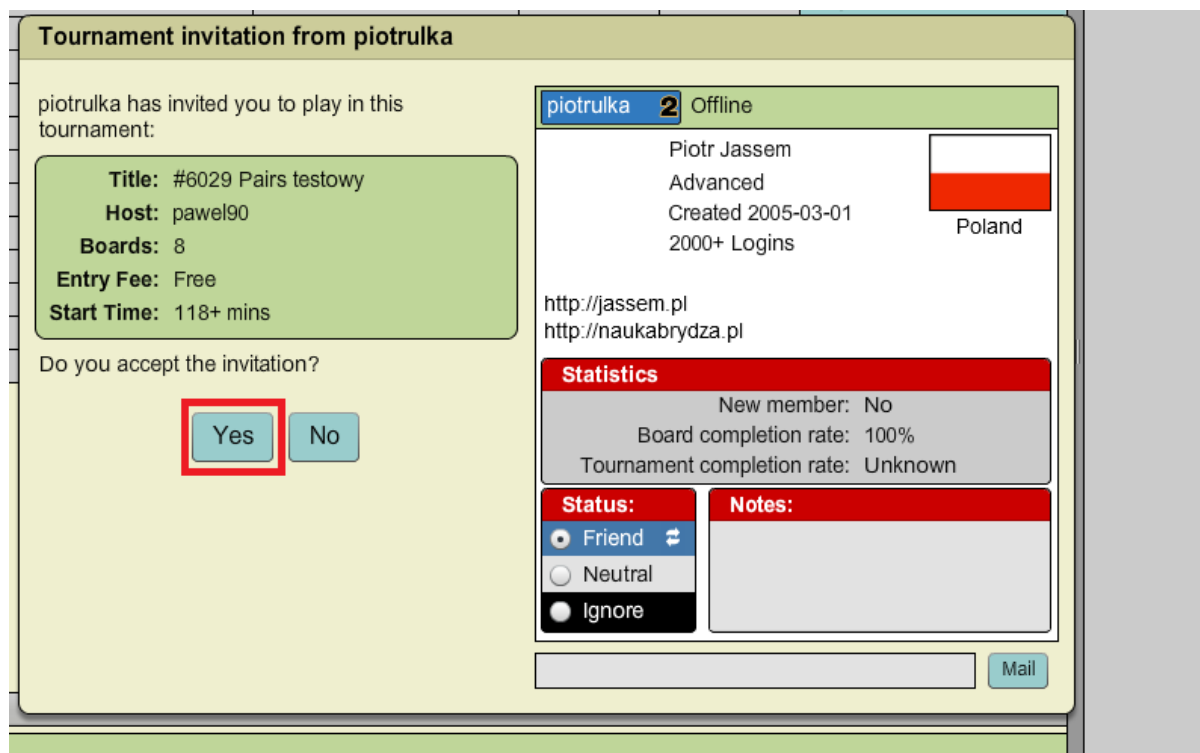 Tournament invitation from piotrulka
piotrulka has invited you to play in this
tournament:
Title: #6029 Pairs testowy
Host: pawel90
Boards: 8
Entry Fee: Free
Start Time: 118+ mins
Do you accept the invitation?
Yes No
piotrulka 2 Offline
Piotr Jassem
Advanced
Created 2005-03-01
2000+ Logins
Poland
http://jassem.pl
http://naukabrydza.pl
Statistics
New member: No
Board completion rate: 100%
Tournament completion rate: Unknown
Status:
Friend
Neutral
Ignore
Notes:
Mail